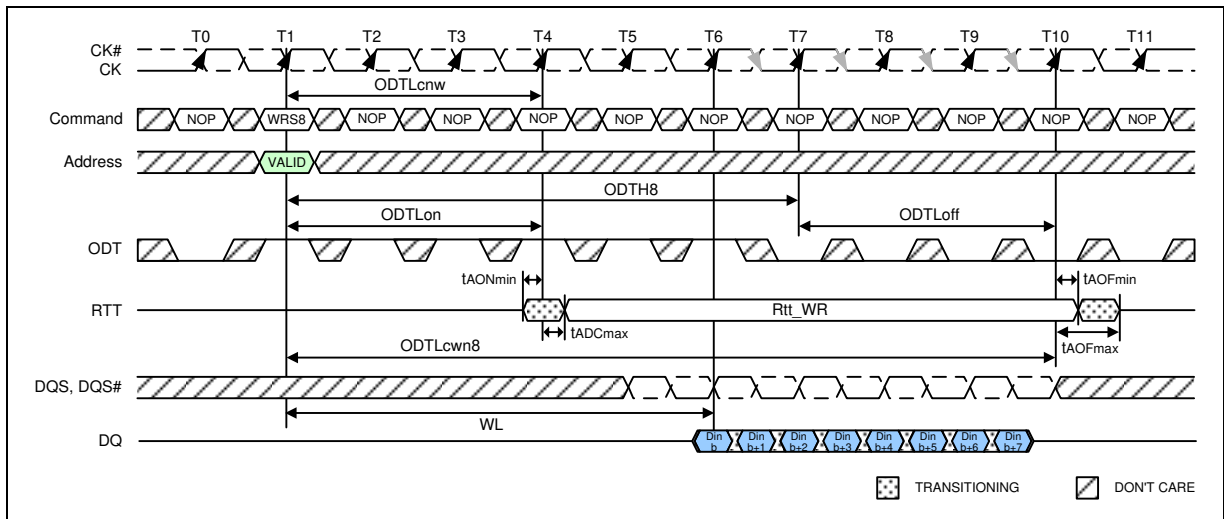 T0 T1 T2 T3 T4 T5 T6 T7 T8 T9 T10 T11
CK#
CK
ODTLcnw
Command NOP WRS8 NOP NOP NOP NOP NOP NOP NOP NOP NOP NOP
Address VALID
ODTH8
ODTLon ODTLoff
ODT
tAONmin tAOFmin
RTT Rtt_WR
tADCmax tAOFmax
ODTLcwn8
DQS, DQS#
WL
DQ Din b Din b+1 Din b+2 Din b+3 Din b+4 Din b+5 Din b+6 Din b+7
TRANSITIONING DON'T CARE